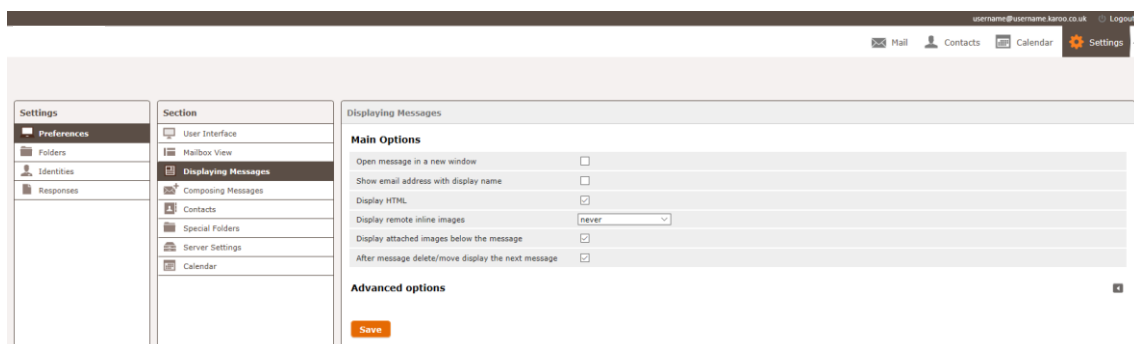 username@username.karoo.co.uk Logout
Mail Contacts Calendar Settings
Settings
Preferences
Folders
Identities
Responses
Section
User Interface
Mailbox View
Displaying Messages
Composing Messages
Contacts
Special Folders
Server Settings
Calendar
Displaying Messages
Main Options
Open message in a new window
Show email address with display name
Display HTML
Display remote inline images never
Display attached images below the message
After message delete/move display the next message
Advanced options
Save